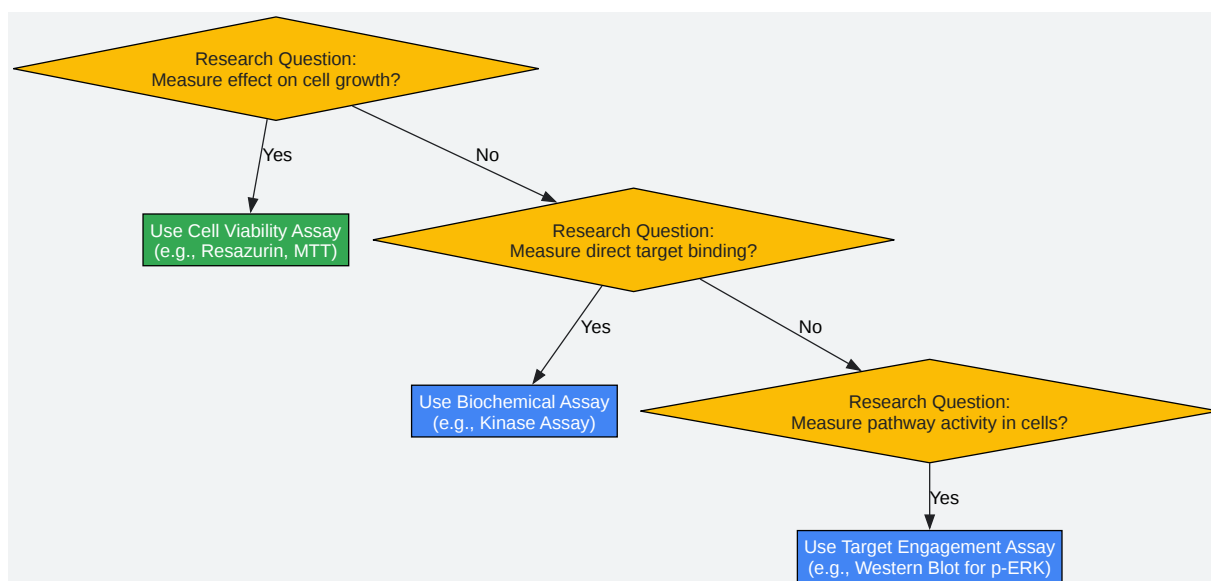 Research Question:
Measure effect on cell growth?
Yes
No
Use Cell Viability Assay
(e.g., Resazurin, MTT)
Research Question:
Measure direct target binding?
Yes
No
Use Biochemical Assay
(e.g., Kinase Assay)
Research Question:
Measure pathway activity in cells?
Yes
Use Target Engagement Assay
(e.g., Western Blot for p-ERK)